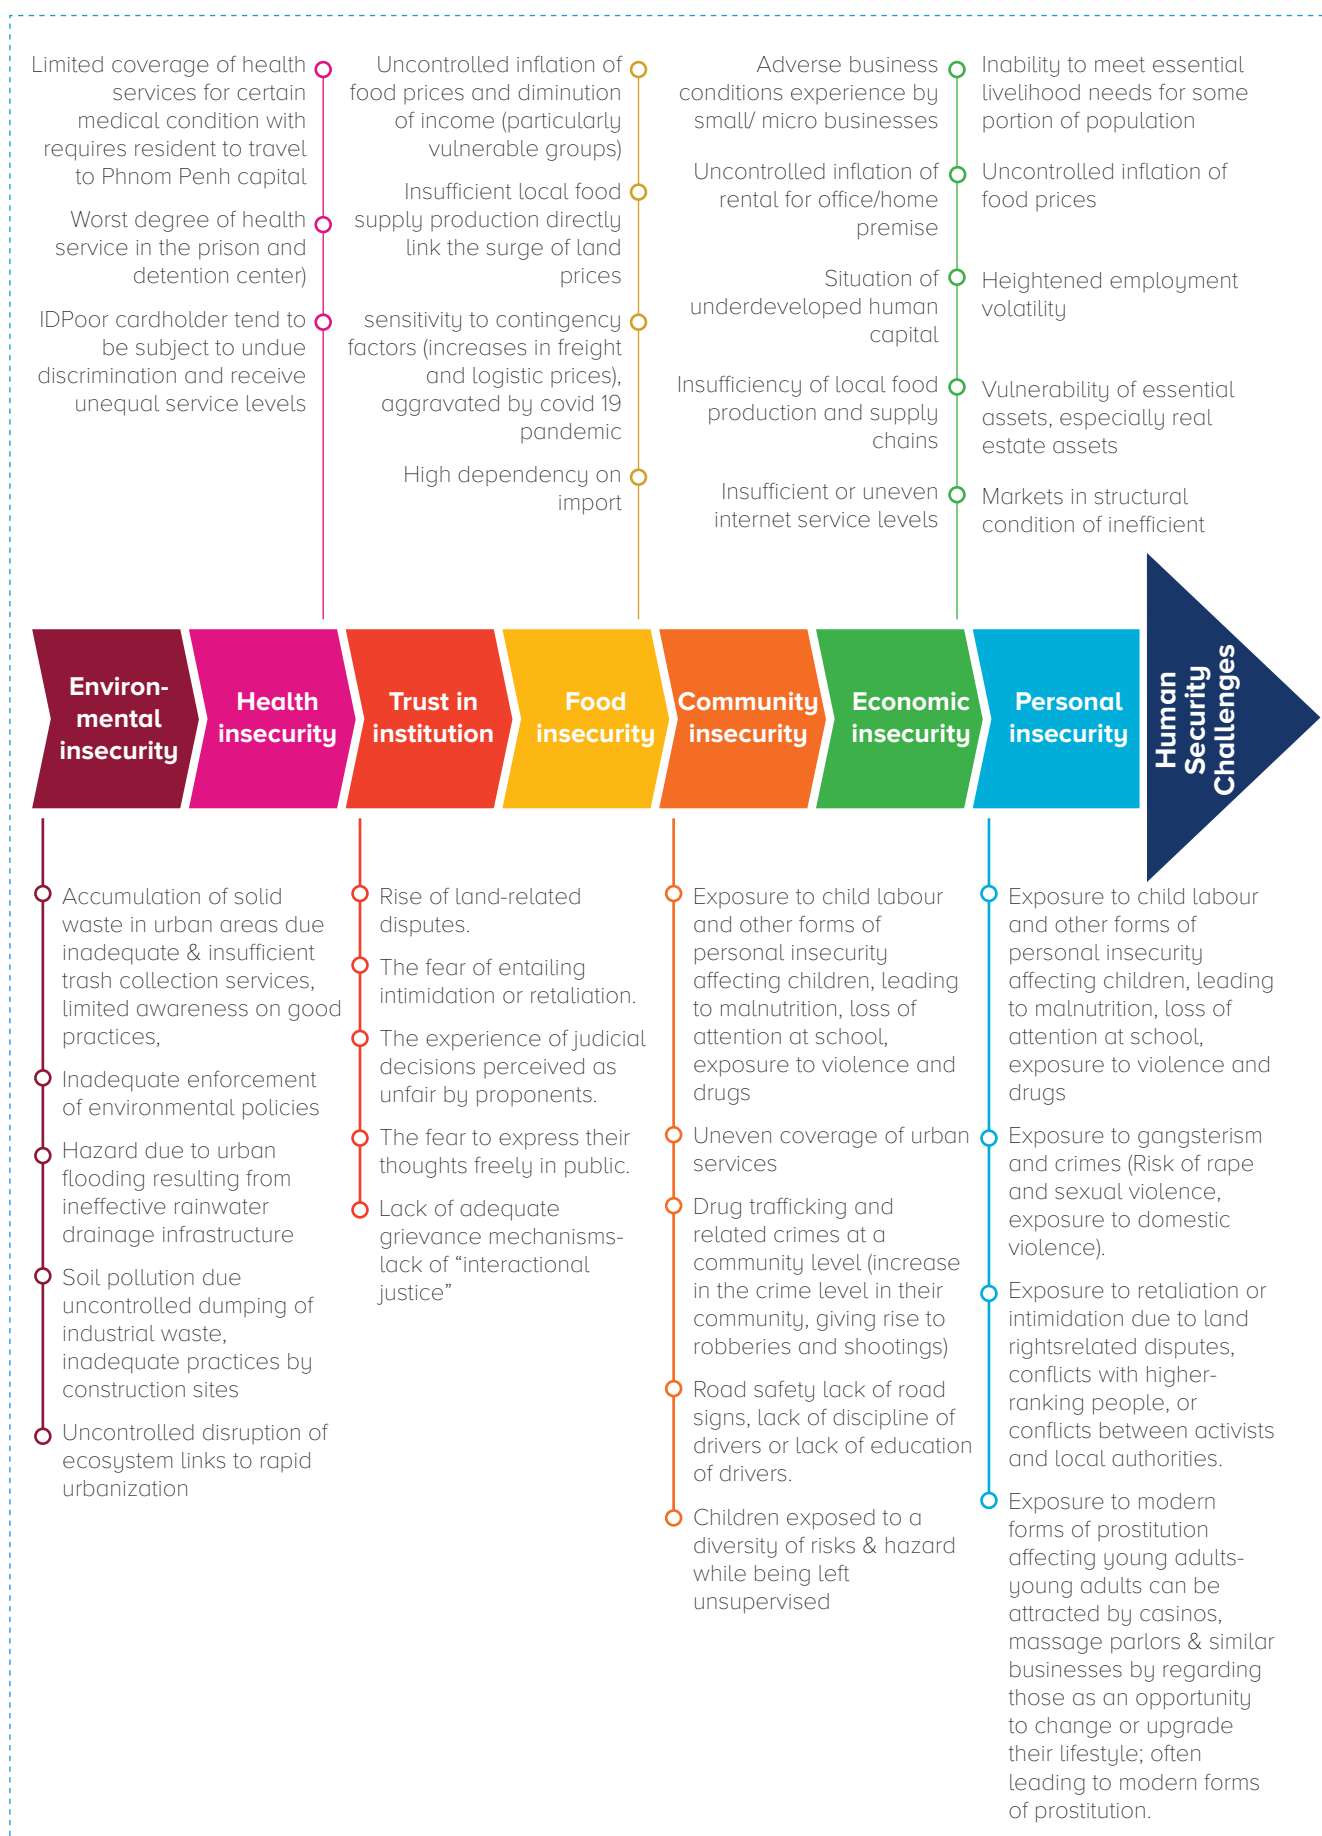 Limited coverage of health
services for certain
medical condition with
requires resident to travel
to Phnom Penh capital
Worst degree of health
service in the prison and
detention center)
IDPoor cardholder tend to
be subject to undue
discrimination and receive
unequal service levels
Uncontrolled inflation of
food prices and diminution
of income (particularly
vulnerable groups)
Insufficient local food
supply production directly
link the surge of land
prices
sensitivity to contingency
factors (increases in freight
and logistic prices),
aggravated by covid 19
pandemic
High dependency on
import
Adverse business
conditions experience by
small/ micro businesses
Uncontrolled inflation of
rental for office/home
premise
Situation of
underdeveloped human
capital
Insufficiency of local food
production and supply
chains
Insufficient or uneven
internet service levels
Inability to meet essential
livelihood needs for some
portion of population
Uncontrolled inflation of
food prices
Heightened employment
volatility
Vulnerability of essential
assets, especially real
estate assets
Markets in structural
condition of inefficient
Environ-
mental
insecurity
Health
insecurity
Trust in
institution
Food
insecurity
Community
insecurity
Economic
insecurity
Personal
insecurity
Human
Security
Challenges
Accumulation of solid
waste in urban areas due
inadequate & insufficient
trash collection services,
limited awareness on good
practices,
Inadequate enforcement
of environmental policies
Hazard due to urban
flooding resulting from
ineffective rainwater
drainage infrastructure
Soil pollution due
uncontrolled dumping of
industrial waste,
inadequate practices by
construction sites
Uncontrolled disruption of
ecosystem links to rapid
urbanization
Rise of land-related
disputes.
The fear of entailing
intimidation or retaliation.
The experience of judicial
decisions perceived as
unfair by proponents.
The fear to express their
thoughts freely in public.
Lack of adequate
grievance mechanisms-
lack of “interactional
justice”
Exposure to child labour
and other forms of
personal insecurity
affecting children, leading
to malnutrition, loss of
attention at school,
exposure to violence and
drugs
Uneven coverage of urban
services
Drug trafficking and
related crimes at a
community level (increase
in the crime level in their
community, giving rise to
robberies and shootings)
Road safety lack of road
signs, lack of discipline of
drivers or lack of education
of drivers.
Children exposed to a
diversity of risks & hazard
while being left
unsupervised
Exposure to child labour
and other forms of
personal insecurity
affecting children, leading
to malnutrition, loss of
attention at school,
exposure to violence and
drugs
Exposure to gangsterism
and crimes (Risk of rape
and sexual violence,
exposure to domestic
violence).
Exposure to retaliation or
intimidation due to land
rightsrelated disputes,
conflicts with higher-
ranking people, or
conflicts between activists
and local authorities.
Exposure to modern
forms of prostitution
affecting young adults-
young adults can be
attracted by casinos,
massage parlors & similar
businesses by regarding
those as an opportunity
to change or upgrade
their lifestyle; often
leading to modern forms
of prostitution.